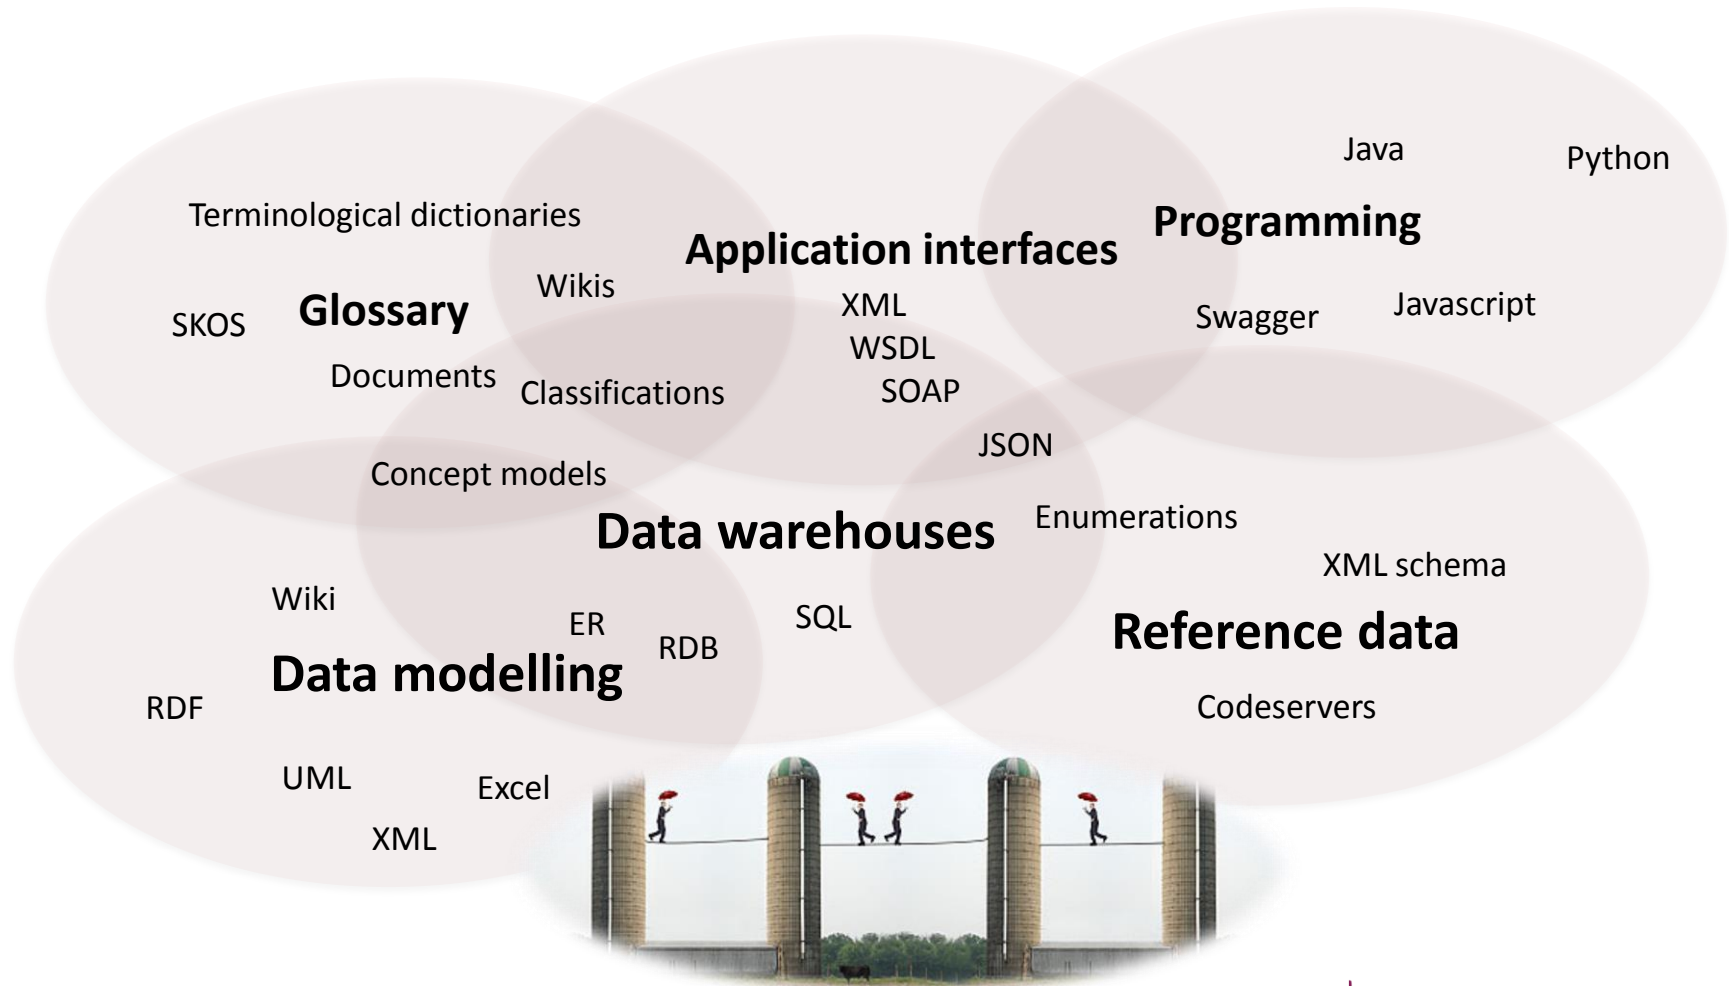 Java
Python
Terminological dictionaries
Programming
Application interfaces
Wikis
Glossary
SKOS
XML
Swagger
Javascript
WSDL
Documents
Classifications
SOAP
JSON
Concept models
Data warehouses
Enumerations
XML schema
Wiki
ER
SQL
RDB
Reference data
Data modelling
RDF
Codeservers
UML
Excel
XML